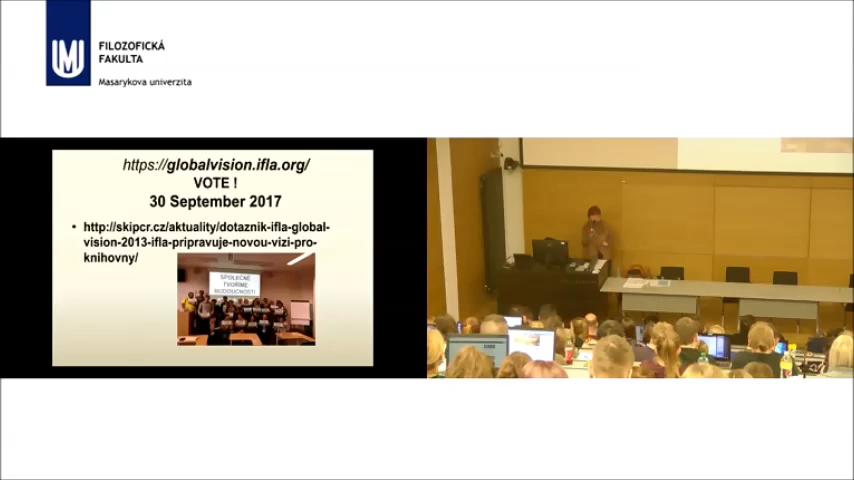 FILOZOFICKÁ
FAKULTA
Masarykova univerzita
https://globalvision.ifla.org/
VOTE !
30 September 2017
• http://skipcr.cz/aktuality/dotaznik-ifla-global-
vision-2013-ifla-pripravuje-novou-vizi-pro-
knihovny/
SPOLEČNĚ
TVOŘÍME
BUDOUCNOST!